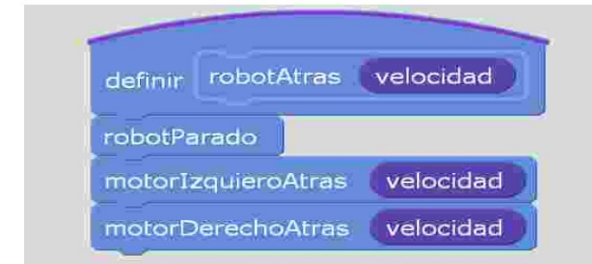 definir robotAtras velocidad
robotParado
motorIzquieroAtras velocidad
motorDerechoAtras velocidad